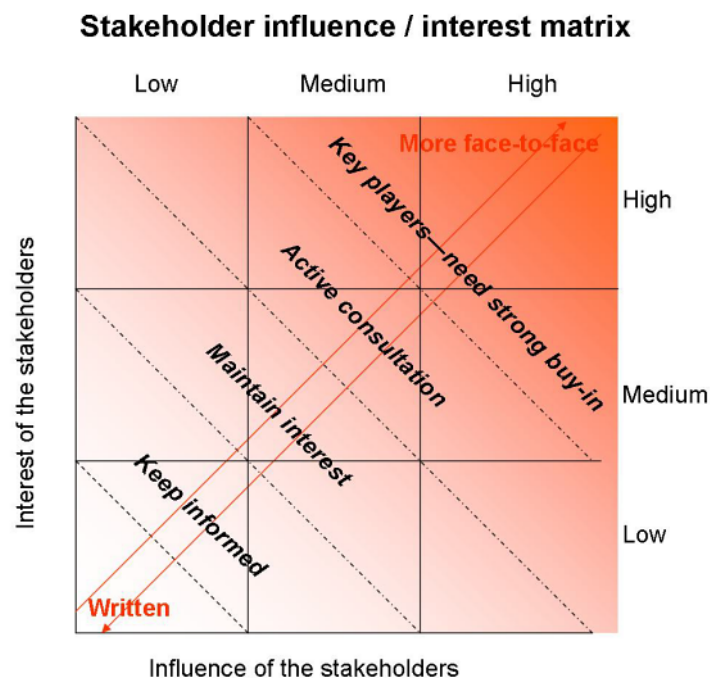 Stakeholder influence / interest matrix
Low
Medium
High
More face-to-face
Key players—need strong buy-in
High
Active consultation
Maintain interest
Medium
Keep informed
Low
Written
Interest of the stakeholders
Influence of the stakeholders